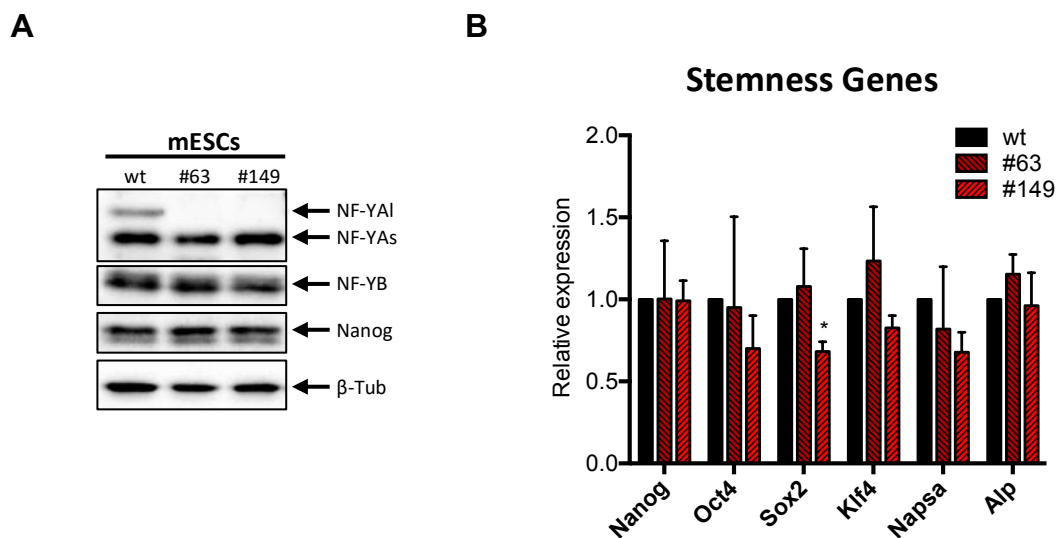 A
mESCs
wt #63 #149
NF-YAl
NF-YAs
NF-YB
Nanog
β-Tub
B
Stemness Genes
wt
#63
#149
Relative expression
2.0
1.5
1.0
0.5
0.0
*
Nanog Oct4 Sox2 Klf4 Napsa Alp